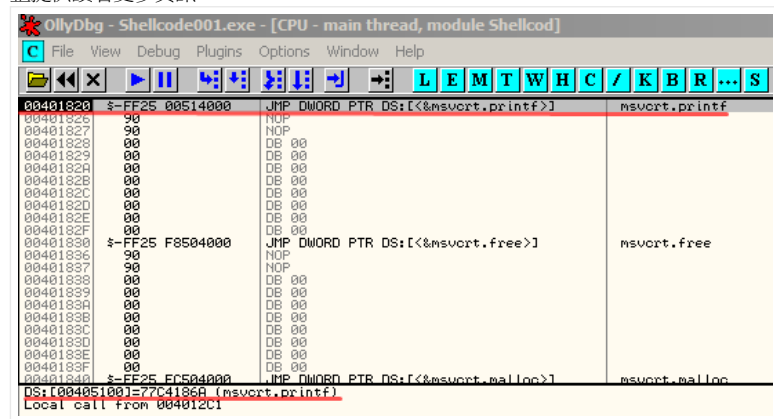 OllyDbg - Shellcode001.exe - [CPU - main thread, module Shellcod]
C File View Debug Plugins Options Window Help
L E M T W H C / K B R ... S
00401820 $-FF25 00514000 JMP DWORD PTR DS:[<&msvcrt.printf>] msvcrt.printf
00401826 90 NOP
00401827 90 NOP
00401828 00 DB 00
00401829 00 DB 00
0040182A 00 DB 00
0040182B 00 DB 00
0040182C 00 DB 00
0040182D 00 DB 00
0040182E 00 DB 00
0040182F 00 DB 00
00401830 $-FF25 F8504000 JMP DWORD PTR DS:[<&msvcrt.free>] msvcrt.free
00401836 90 NOP
00401837 90 NOP
00401838 00 DB 00
00401839 00 DB 00
0040183A 00 DB 00
0040183B 00 DB 00
0040183C 00 DB 00
0040183D 00 DB 00
0040183E 00 DB 00
0040183F 00 DB 00
00401840 $-FF25 FC504000 JMP DWORD PTR DS:[<&msvcrt.malloc>] msvcrt.malloc
DS:[00405100]=77C4186A (msvcrt.printf)
Local call from 004012C1